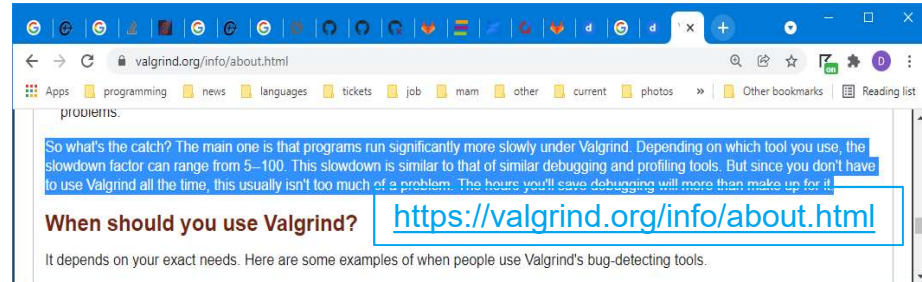 valgrind.org/info/about.html
Apps programming news languages tickets job mam other current photos » Other bookmarks Reading list
problems.
So what's the catch? The main one is that programs run significantly more slowly under Valgrind. Depending on which tool you use, the
slowdown factor can range from 5--100. This slowdown is similar to that of similar debugging and profiling tools. But since you don't have
to use Valgrind all the time, this usually isn't too much of a problem. The hours you'll save debugging will more than make up for it.
When should you use Valgrind?
https://valgrind.org/info/about.html
It depends on your exact needs. Here are some examples of when people use Valgrind's bug-detecting tools.